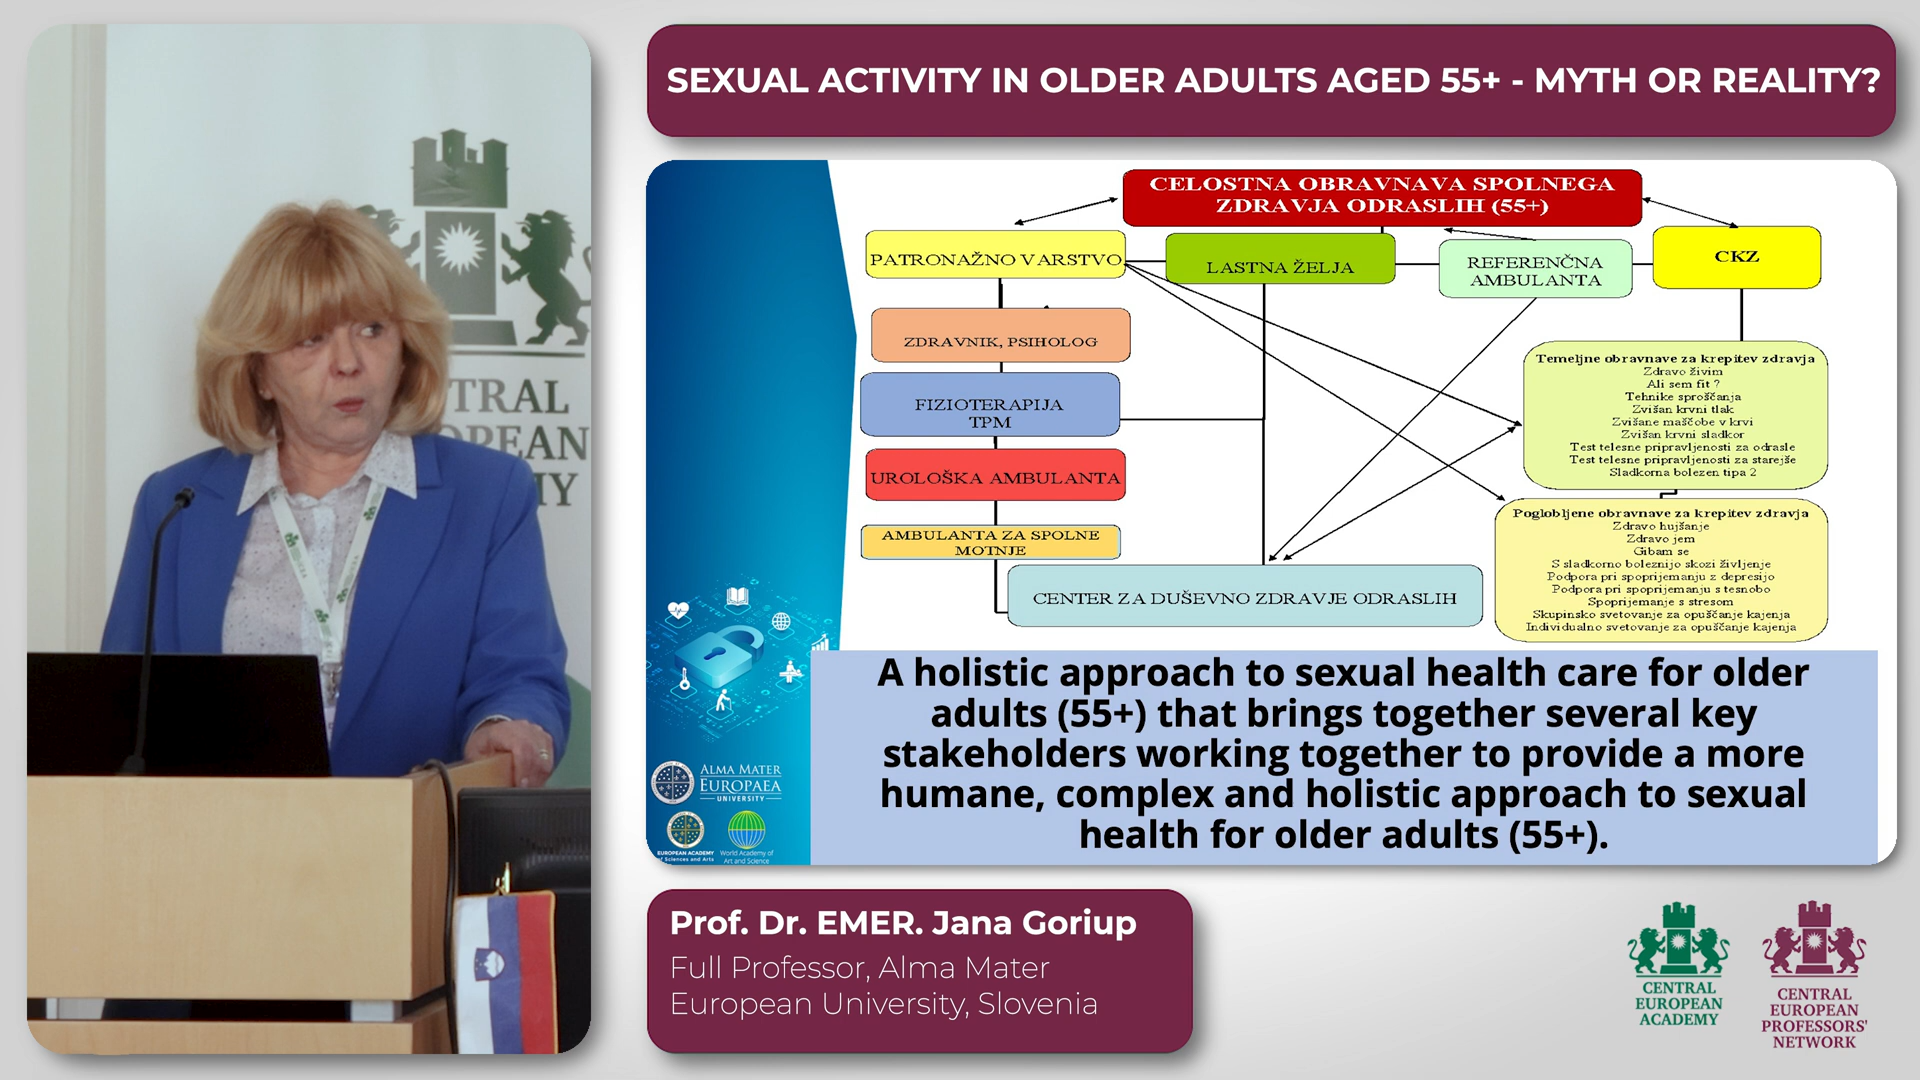 SEXUAL ACTIVITY IN OLDER ADULTS AGED 55+ - MYTH OR REALITY?
CELOSTNA OBRAVNAVA SPOLNEGA
ZDRAVJA ODRASLIH (55+)
PATRONAŽNO VARSTVO
LASTNA ŽELJA
REFERENČNA
AMBULANTA
CKZ
ZDRAVNIK, PSIHOLOG
FIZIOTERAPIJA
TPM
UROLOŠKA AMBULANTA
AMBULANTA ZA SPOLNE
MOTNJE
CENTER ZA DUŠEVNO ZDRAVJE ODRASLIH
Temeljne obravnave za krepitev zdravja
Zdravo živim
Ali sem fit ?
Tehnike sproščanja
Zvišan krvni tlak
Zvišane maščobe v krvi
Zvišan krvni sladkor
Test telesne pripravljenosti za odrasle
Test telesne pripravljenosti za starejše
Sladkorna bolezen tipa 2
Poglobljene obravnave za krepitev zdravja
Zdravo hujšanje
Zdravo jem
Gibam se
S sladkorno boleznijo skozi življenje
Podpora pri spoprijemanju z depresijo
Podpora pri spoprijemanju s tesnobo
Spoprijemanje s stresom
Skupinsko svetovanje za opuščanje kajenja
Individualno svetovanje za opuščanje kajenja
A holistic approach to sexual health care for older
adults (55+) that brings together several key
stakeholders working together to provide a more
humane, complex and holistic approach to sexual
health for older adults (55+).
ALMA MATER
EUROPAEA
UNIVERSITY
EUROPEAN ACADEMY
of Sciences and Arts
World Academy of
Art and Science
TRAL
OPEAN
MY
Prof. Dr. EMER. Jana Goriup
Full Professor, Alma Mater
European University, Slovenia
CENTRAL
EUROPEAN
ACADEMY
CENTRAL
EUROPEAN
PROFESSORS'
NETWORK